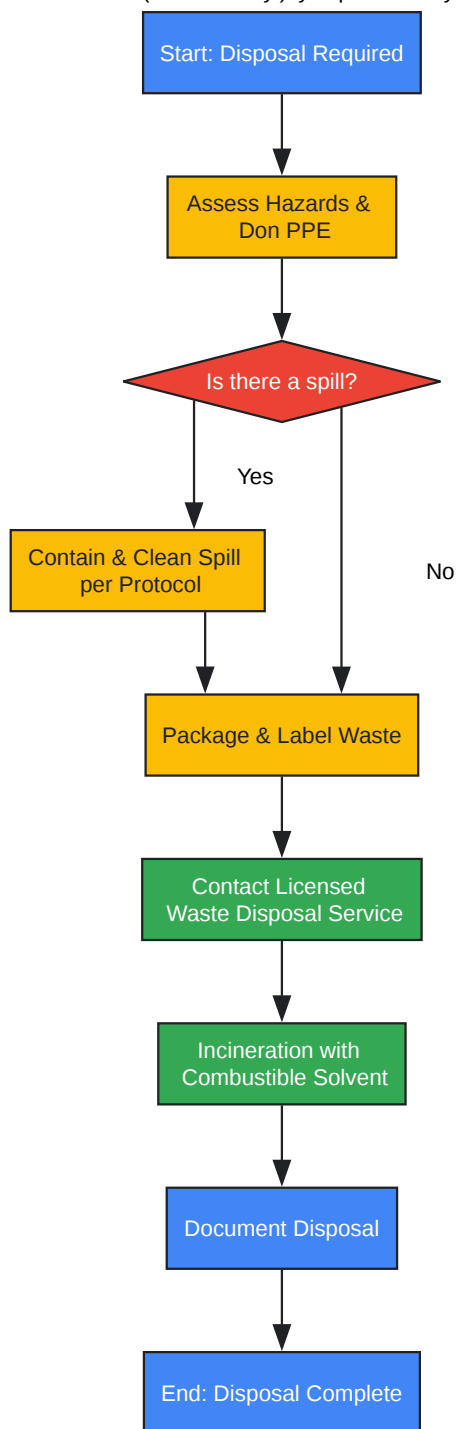 Start: Disposal Required
Assess Hazards &
Don PPE
Is there a spill?
Yes
Contain & Clean Spill
per Protocol
No
Package & Label Waste
Contact Licensed
Waste Disposal Service
Incineration with
Combustible Solvent
Document Disposal
End: Disposal Complete